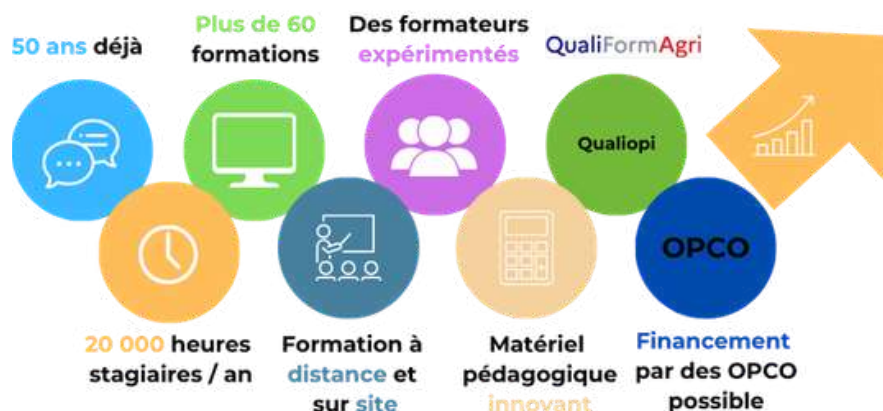 50 ans déjà
Plus de 60
formations
Des formateurs
expérimentés
QualiFormAgri
Qualiopi
OPCO
20 000 heures
stagiaires / an
Formation à
distance et
sur site
Matériel
pédagogique
innovant
Financement
par des OPCO
possible